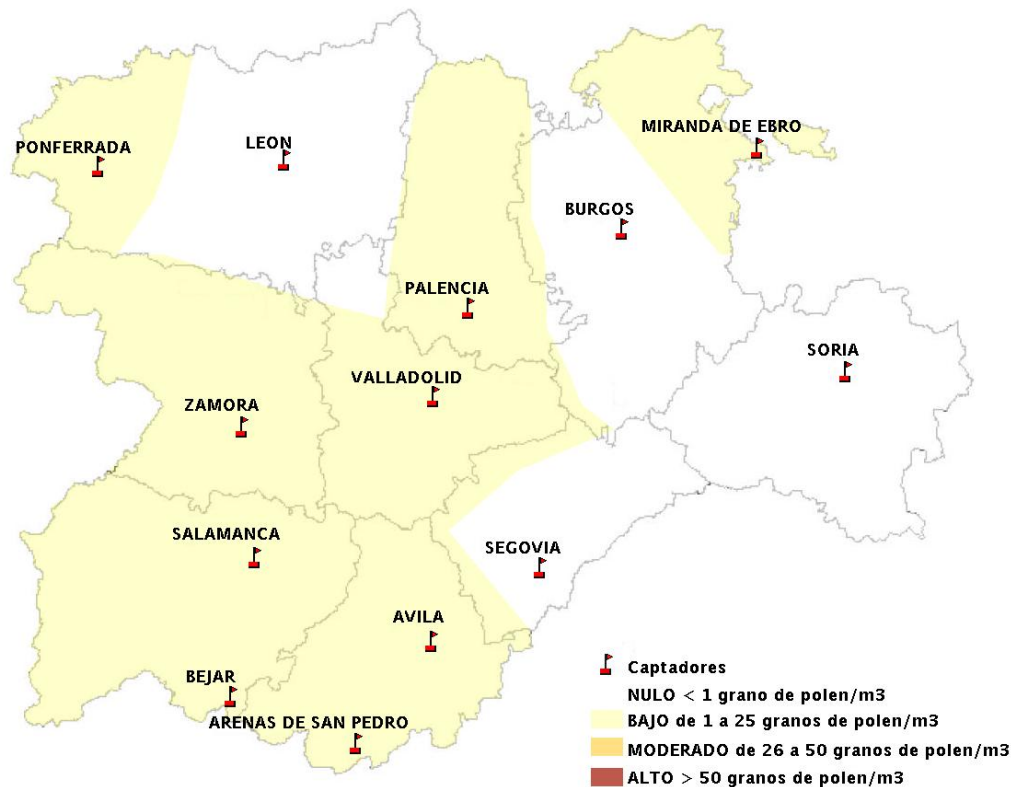 MIRANDA DE EBRO
PONFERRADA
LEON
BURGOS
PALENCIA
SORIA
VALLADOLID
ZAMORA
SALAMANCA
SEGOVIA
AVILA
BEJAR
ARENAS DE SAN PEDRO
Captadores
NULO < 1 grano de polen/m3
BAJO de 1 a 25 granos de polen/m3
MODERADO de 26 a 50 granos de polen/m3
ALTO > 50 granos de polen/m3